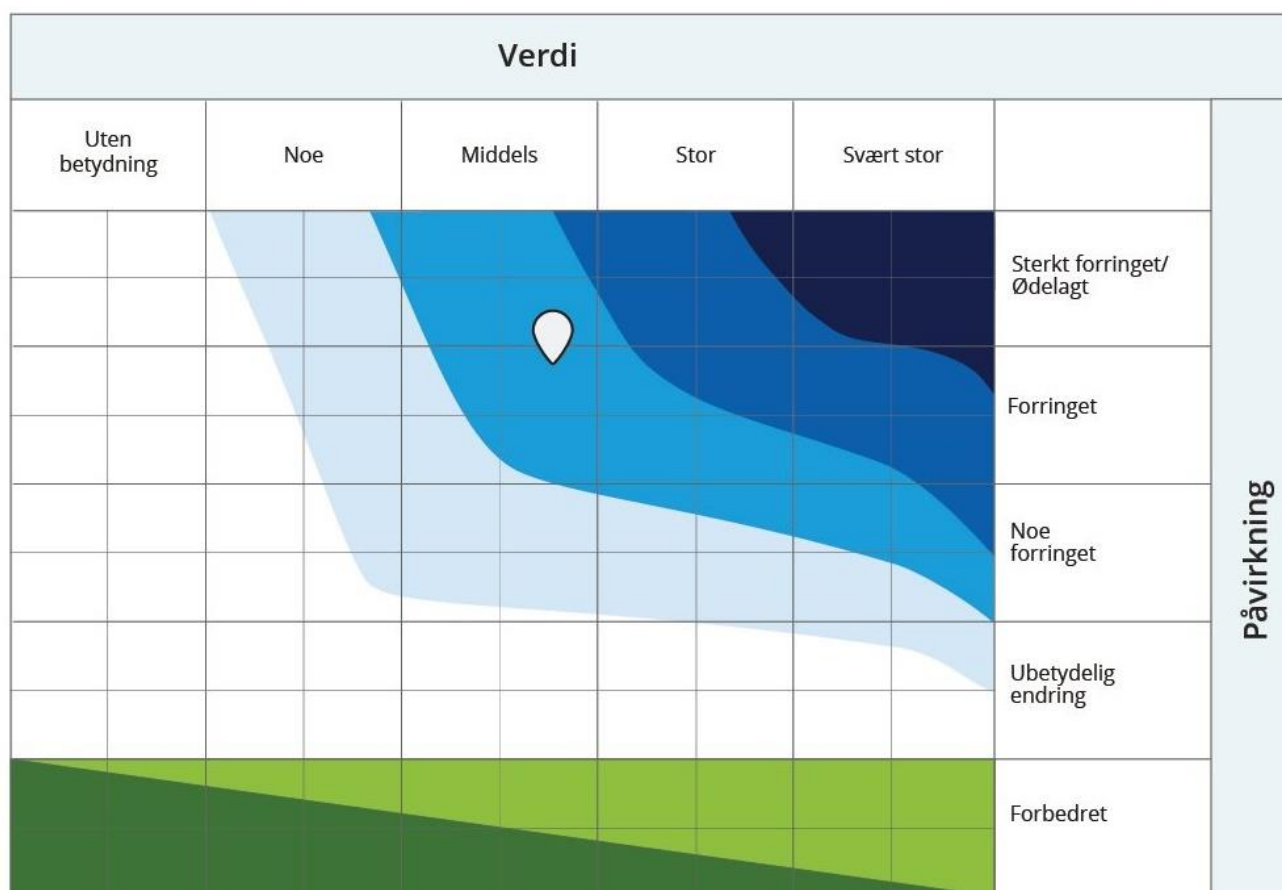 Verdi
Uten
betydning
Noe
Middels
Stor
Svært stor
Sterkt forringet/
Ødelagt
Forringet
Noe
forringet
Ubetydelig
endring
Forbedret
Påvirkning